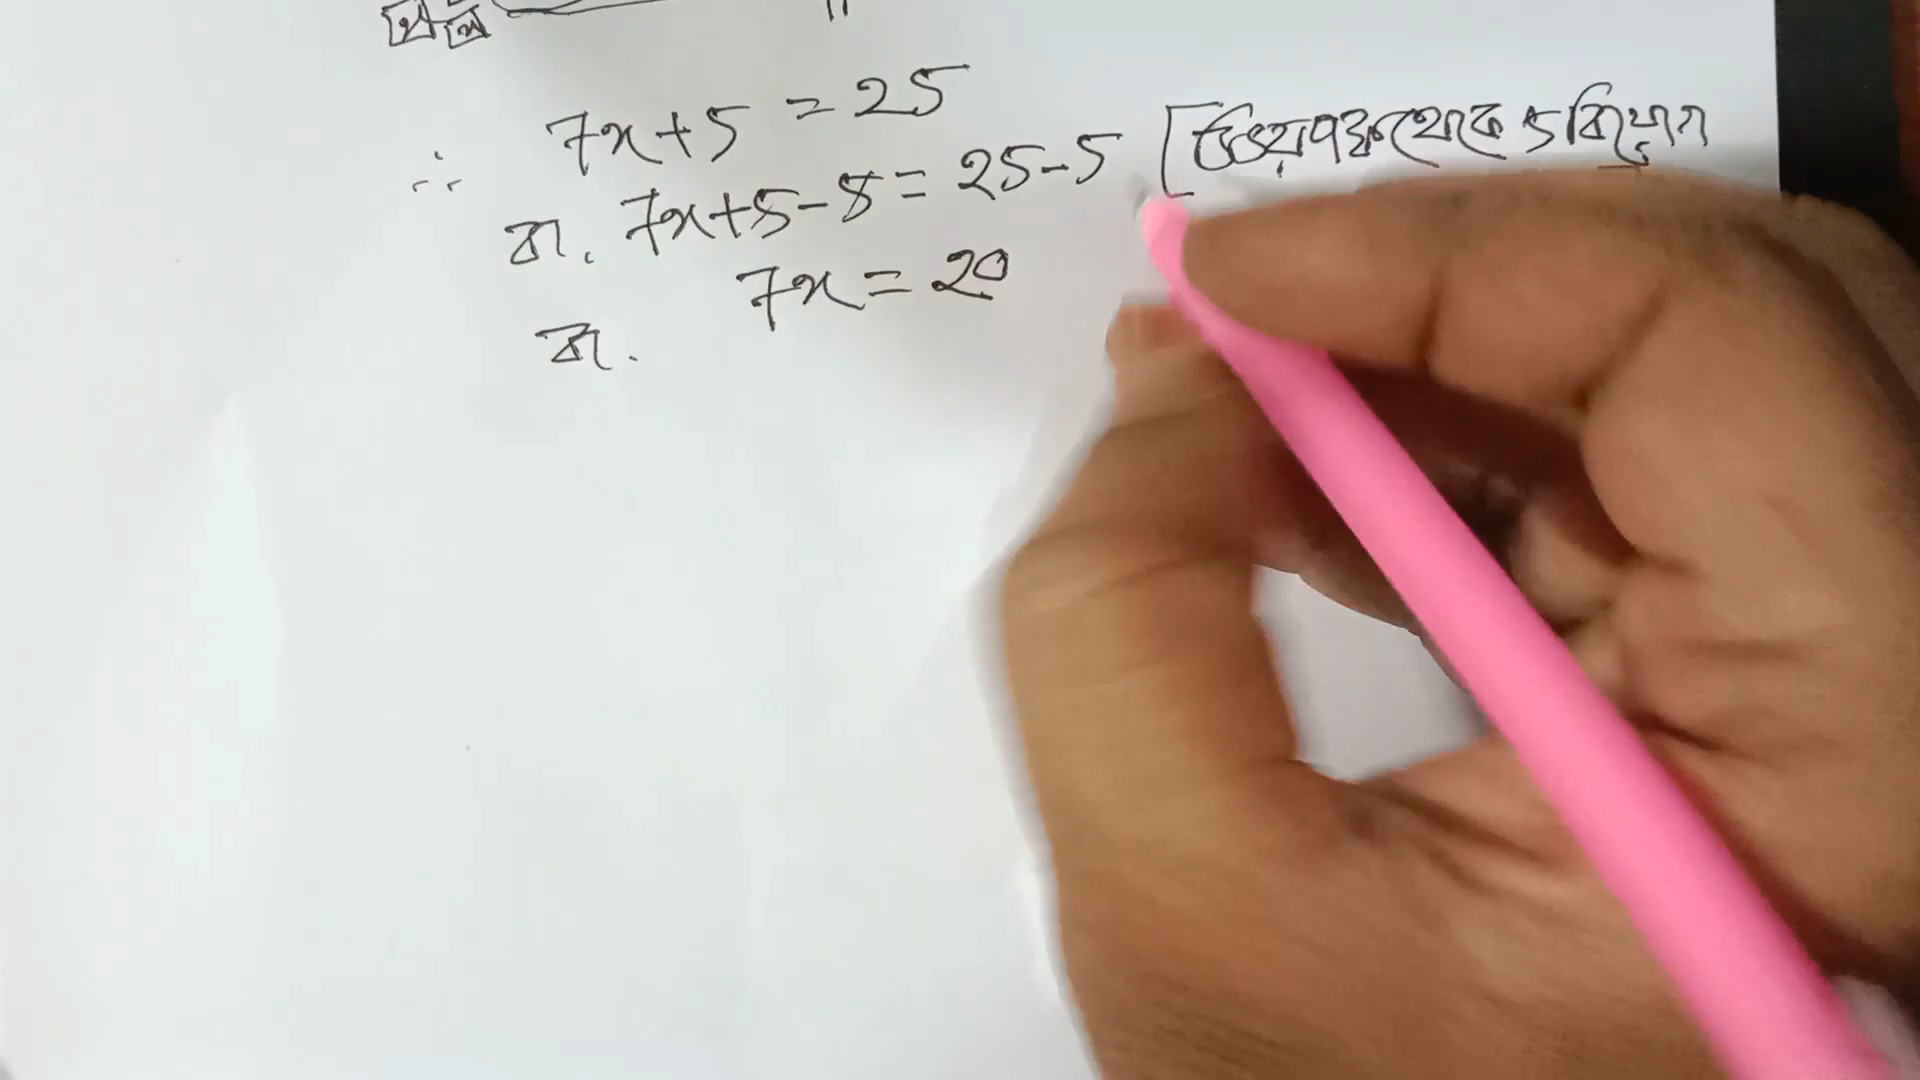 ∴ 7x+5 = 25
বা, 7x+5-5 = 25-5 [উভয়পক্ষ থেকে 5 বিয়োগ
বা, 7x = 20